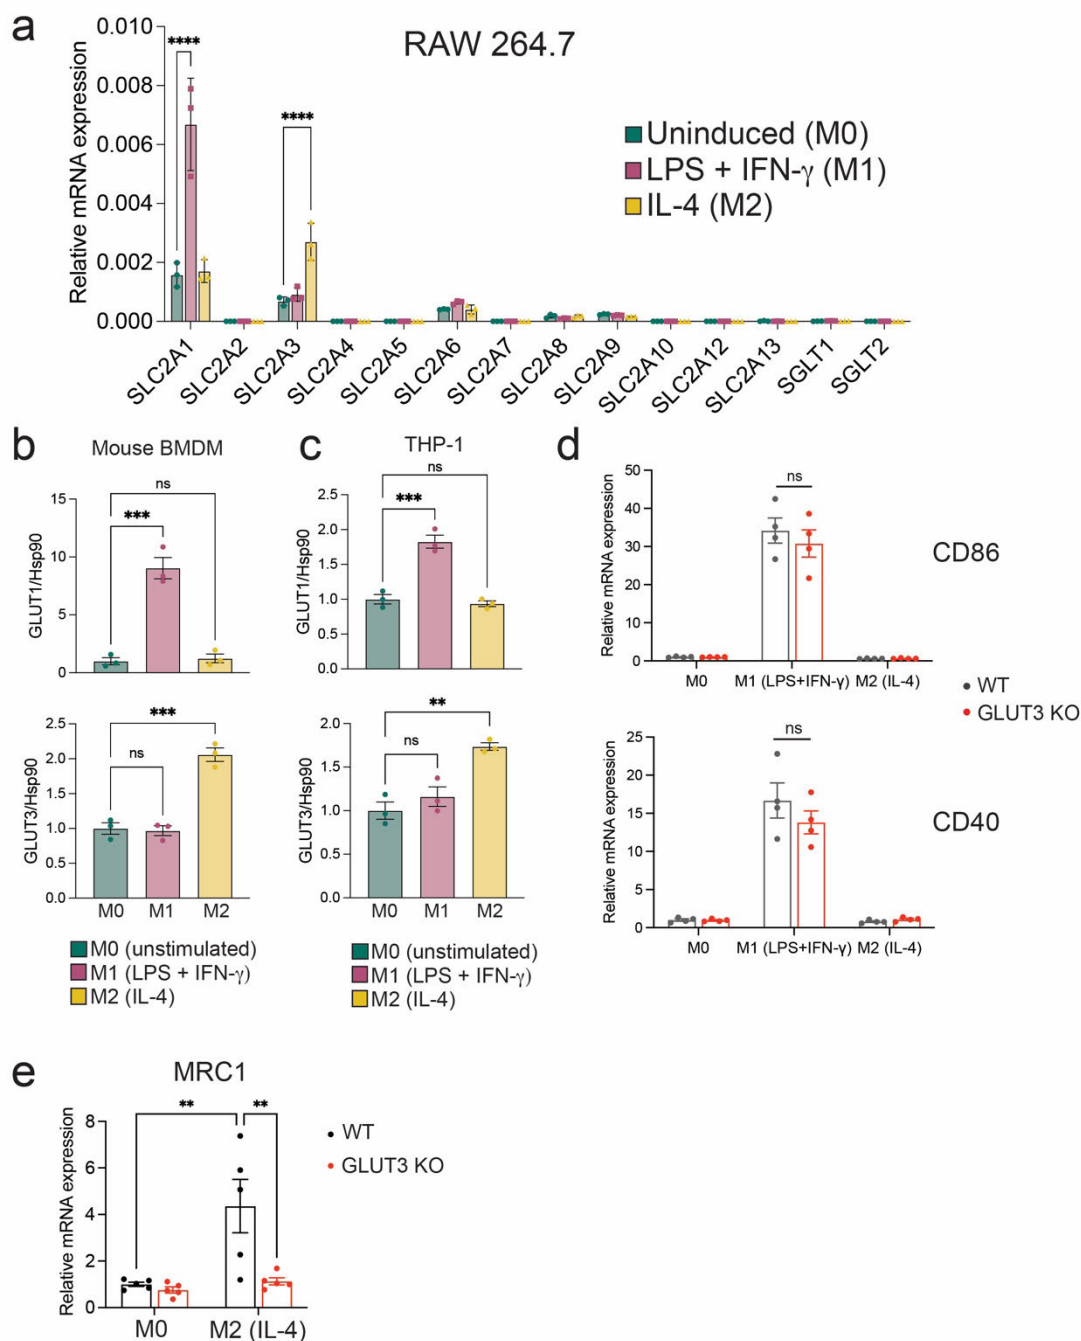 a
RAW 264.7
Relative mRNA expression
0.010
0.008
0.006
0.004
0.002
0.000
****
****
Uninduced (M0)
LPS + IFN-γ (M1)
IL-4 (M2)
SLC2A1
SLC2A2
SLC2A3
SLC2A4
SLC2A5
SLC2A6
SLC2A7
SLC2A8
SLC2A9
SLC2A10
SLC2A12
SLC2A13
SGLT1
SGLT2
b
Mouse BMDM
GLUT1/Hsp90
15
10
5
0
ns
***
GLUT3/Hsp90
2.5
2.0
1.5
1.0
0.5
0.0
***
ns
M0 M1 M2
M0 (unstimulated)
M1 (LPS + IFN-γ)
M2 (IL-4)
c
THP-1
GLUT1/Hsp90
2.5
2.0
1.5
1.0
0.5
0.0
ns
***
GLUT3/Hsp90
2.0
1.5
1.0
0.5
0.0
**
ns
M0 M1 M2
M0 (unstimulated)
M1 (LPS + IFN-γ)
M2 (IL-4)
d
Relative mRNA expression
50
40
30
20
10
0
ns
CD86
M0 M1 (LPS+IFN-γ) M2 (IL-4)
WT
GLUT3 KO
Relative mRNA expression
25
20
15
10
5
0
ns
CD40
M0 M1 (LPS+IFN-γ) M2 (IL-4)
e
MRC1
Relative mRNA expression
8
6
4
2
0
**
**
WT
GLUT3 KO
M0 M2 (IL-4)